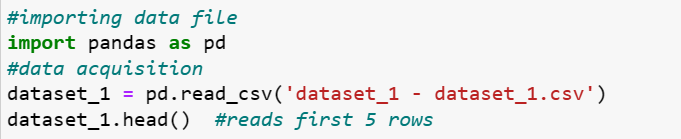 #importing data file
import pandas as pd
#data acquisition
dataset_1 = pd.read_csv('dataset_1 - dataset_1.csv')
dataset_1.head()  #reads first 5 rows